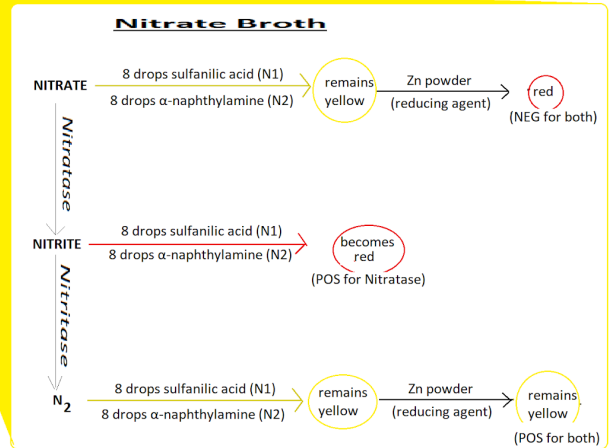 Nitrate Broth
NITRATE
8 drops sulfanilic acid (N1)
8 drops α-naphthylamine (N2)
remains
yellow
Zn powder
(reducing agent)
red
(NEG for both)
Nitratase
NITRITE
8 drops sulfanilic acid (N1)
8 drops α-naphthylamine (N2)
becomes
red
(POS for Nitratase)
Nitritase
N2
8 drops sulfanilic acid (N1)
8 drops α-naphthylamine (N2)
remains
yellow
Zn powder
(reducing agent)
remains
yellow
(POS for both)